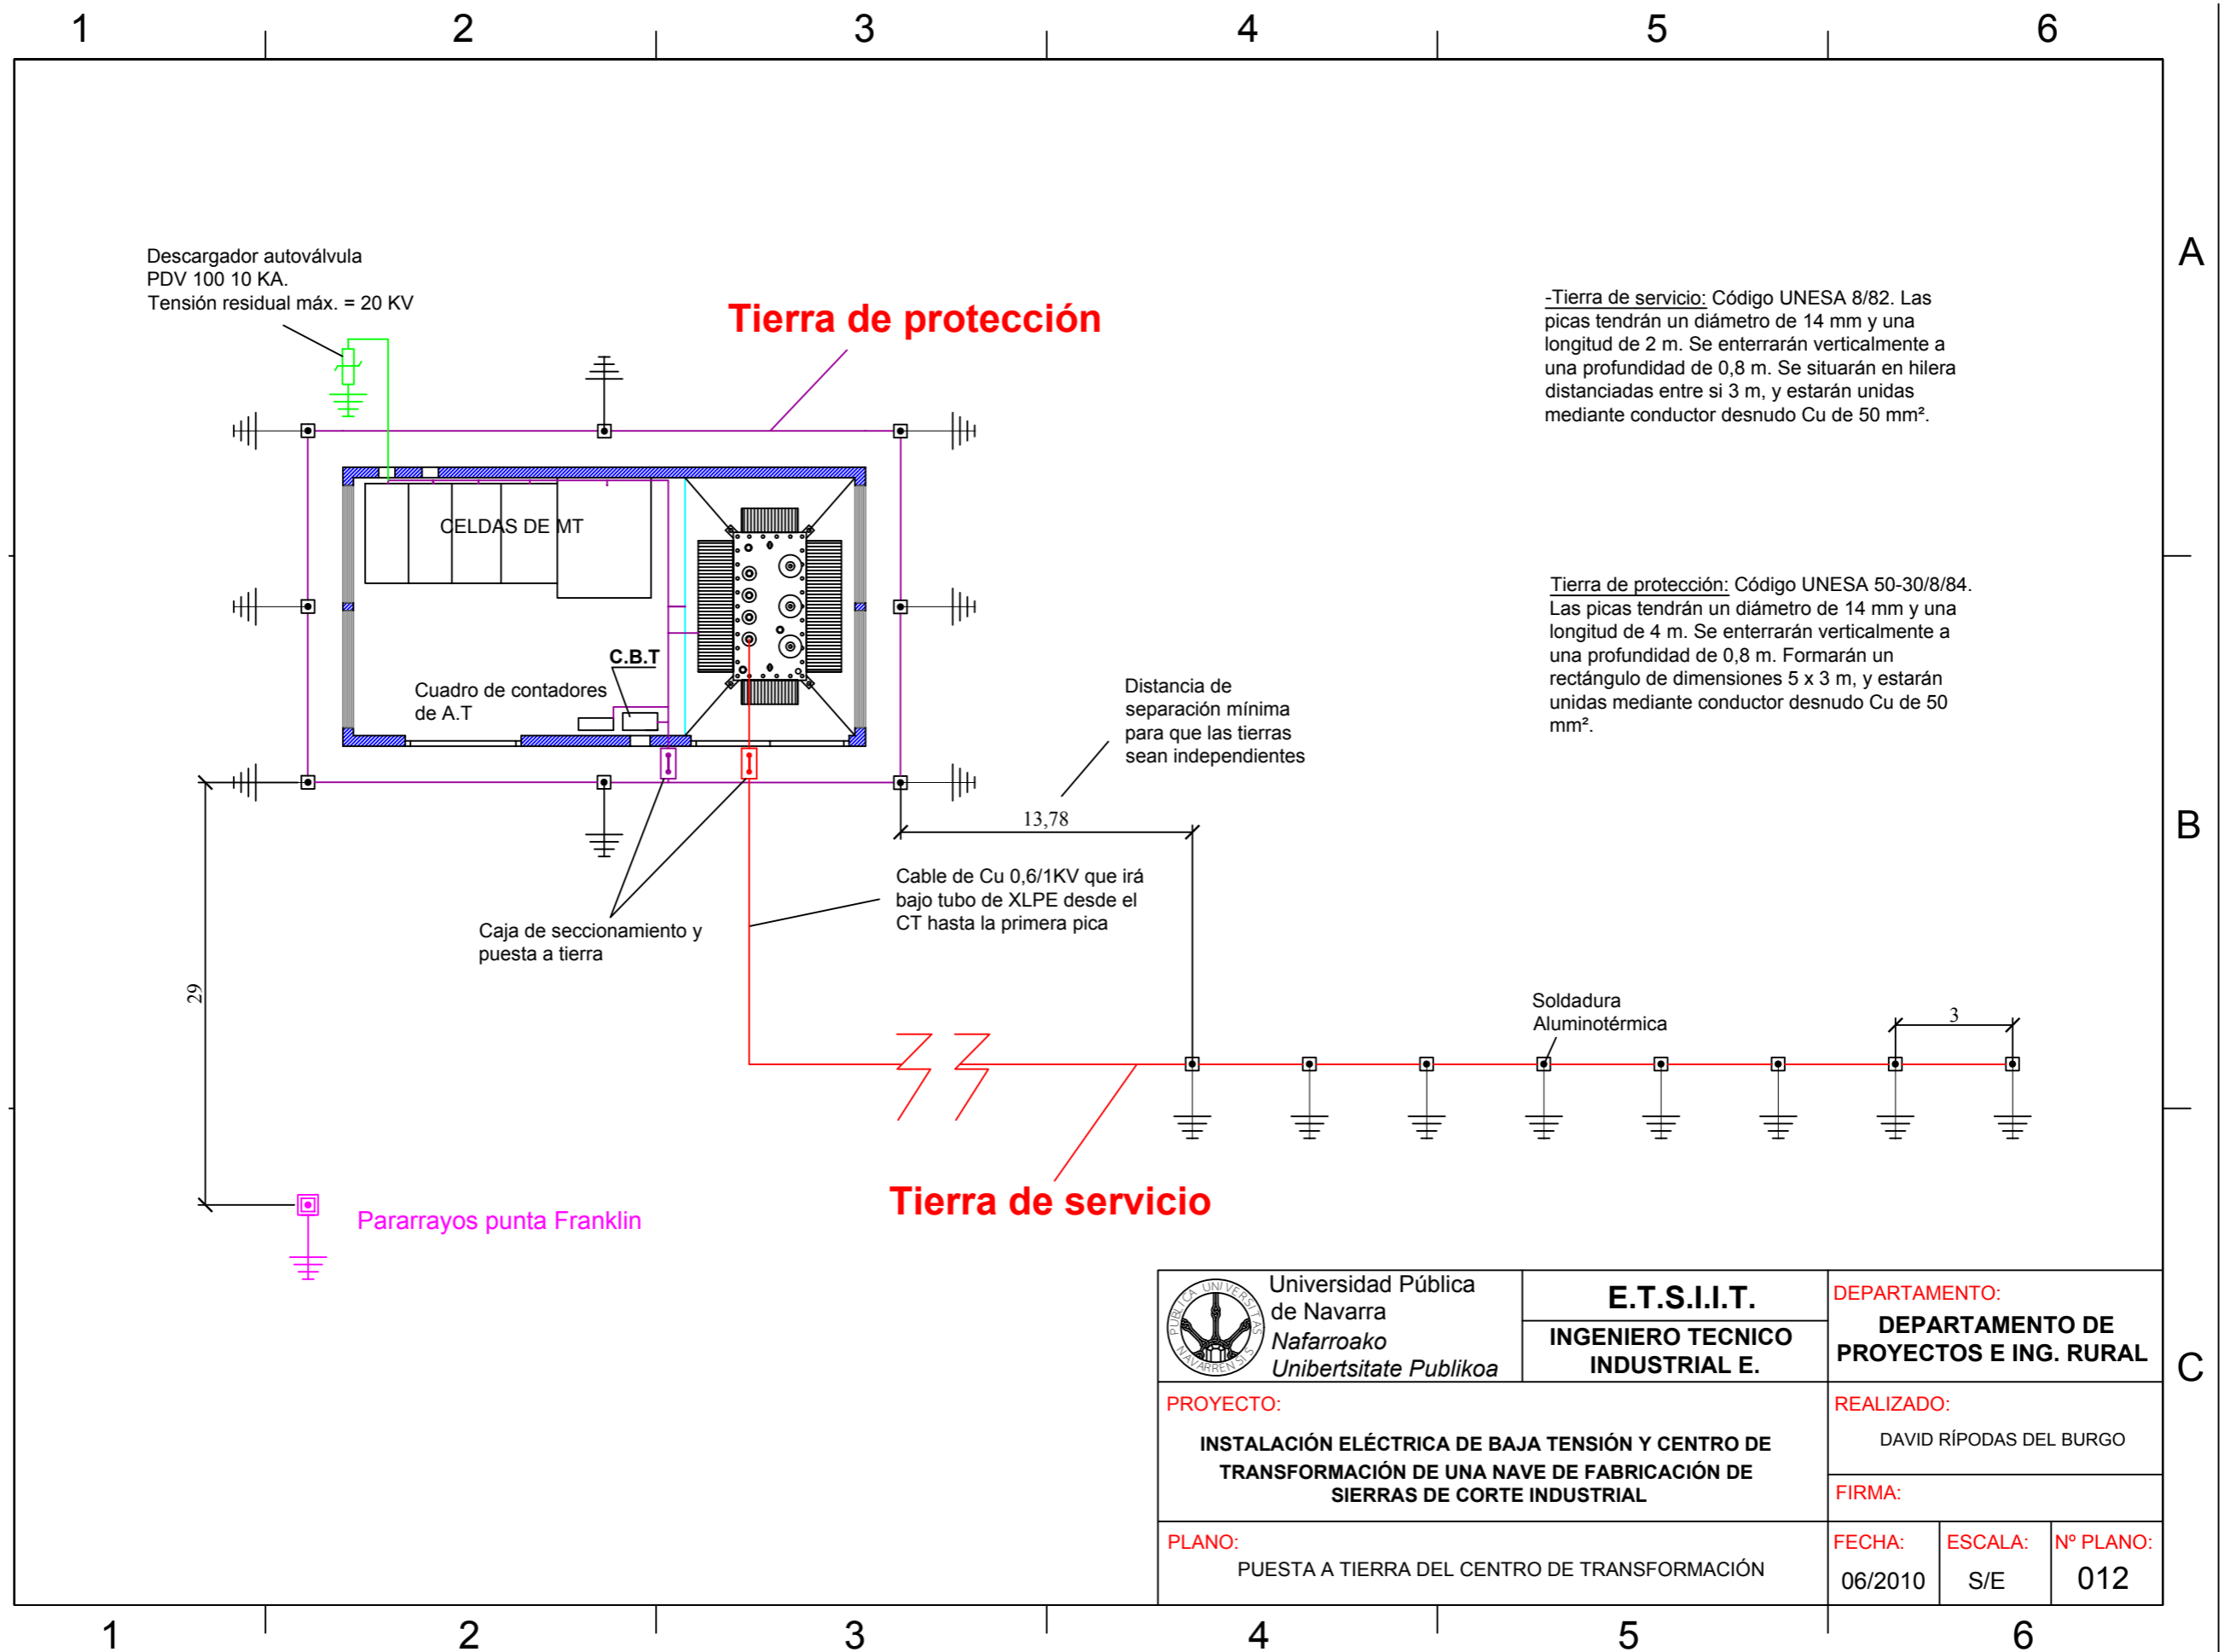 1 2 3 4 5 6
A
Descargador autoválvula
PDV 100 10 KA.
Tensión residual máx. = 20 KV
Tierra de protección
-Tierra de servicio: Código UNESA 8/82. Las
picas tendrán un diámetro de 14 mm y una
longitud de 2 m. Se enterrarán verticalmente a
una profundidad de 0,8 m. Se situarán en hilera
distanciadas entre si 3 m, y estarán unidas
mediante conductor desnudo Cu de 50 mm².
CELDAS DE MT
C.B.T
Cuadro de contadores
de A.T
Tierra de protección: Código UNESA 50-30/8/84.
Las picas tendrán un diámetro de 14 mm y una
longitud de 4 m. Se enterrarán verticalmente a
una profundidad de 0,8 m. Formarán un
rectángulo de dimensiones 5 x 3 m, y estarán
unidas mediante conductor desnudo Cu de 50
mm².
Distancia de
separación mínima
para que las tierras
sean independientes
13,78
B
Cable de Cu 0,6/1KV que irá
bajo tubo de XLPE desde el
CT hasta la primera pica
Caja de seccionamiento y
puesta a tierra
29
Soldadura
Aluminotérmica
3
Tierra de servicio
Pararrayos punta Franklin
PUBLICA UNIVERSITAS
NAVARRENSIS
Universidad Pública
de Navarra
Nafarroako
Unibertsitate Publikoa
E.T.S.I.I.T.
INGENIERO TECNICO
INDUSTRIAL E.
DEPARTAMENTO:
DEPARTAMENTO DE
PROYECTOS E ING. RURAL
C
PROYECTO:
INSTALACIÓN ELÉCTRICA DE BAJA TENSIÓN Y CENTRO DE
TRANSFORMACIÓN DE UNA NAVE DE FABRICACIÓN DE
SIERRAS DE CORTE INDUSTRIAL
REALIZADO:
DAVID RÍPODAS DEL BURGO
FIRMA:
PLANO:
PUESTA A TIERRA DEL CENTRO DE TRANSFORMACIÓN
FECHA:
06/2010
ESCALA:
S/E
Nº PLANO:
012
1 2 3 4 5 6